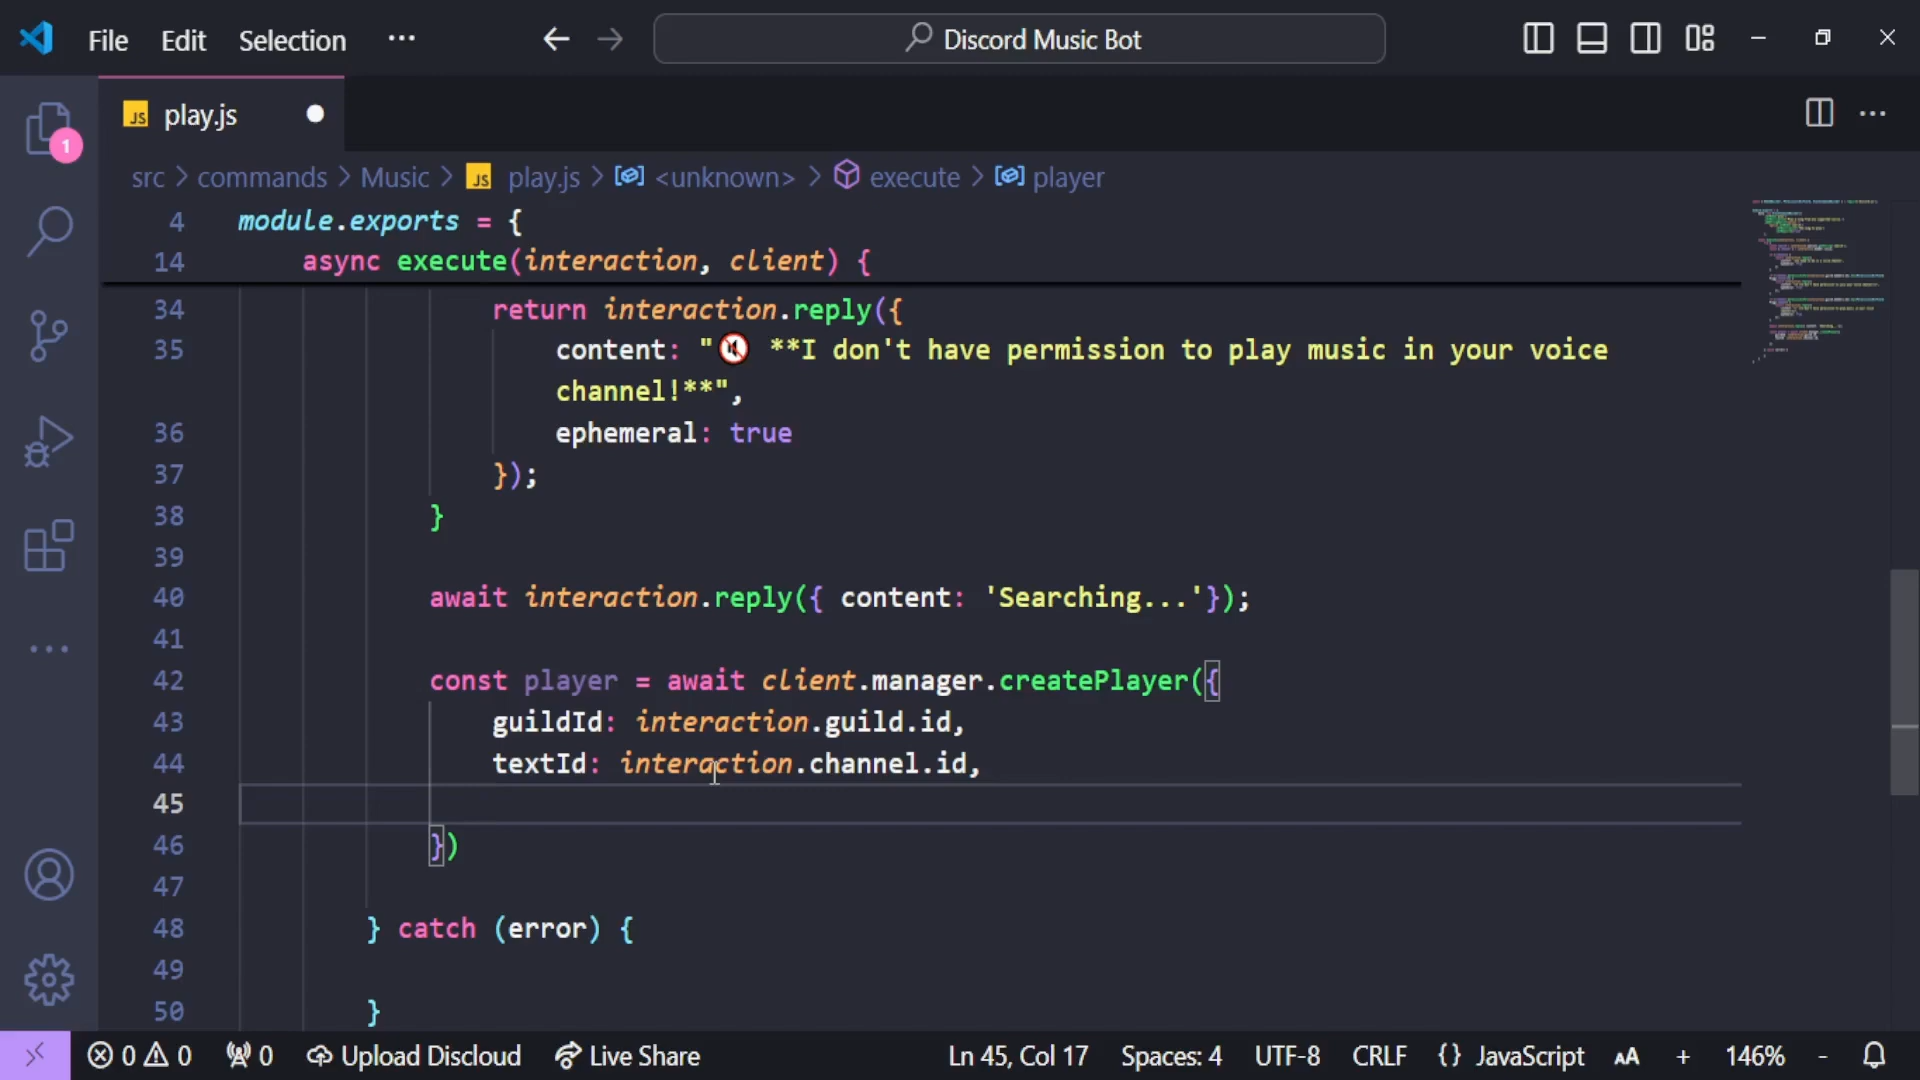 File Edit Selection ··· Discord Music Bot
1
JS play.js
src > commands > Music > JS play.js > <unknown> > execute > player
4 module.exports = {
14 async execute(interaction, client) {
34 return interaction.reply({
35 content: "🔇 **I don't have permission to play music in your voice
channel!**",
36 ephemeral: true
37 });
38 }
39
40 await interaction.reply({ content: 'Searching...'});
41
42 const player = await client.manager.createPlayer({
43 guildId: interaction.guild.id,
44 textId: interaction.channel.id,
45
46 })
47
48 } catch (error) {
49
50 }
0 0 0 Upload Discloud Live Share Ln 45, Col 17 Spaces: 4 UTF-8 CRLF {} JavaScript AA + 146% -